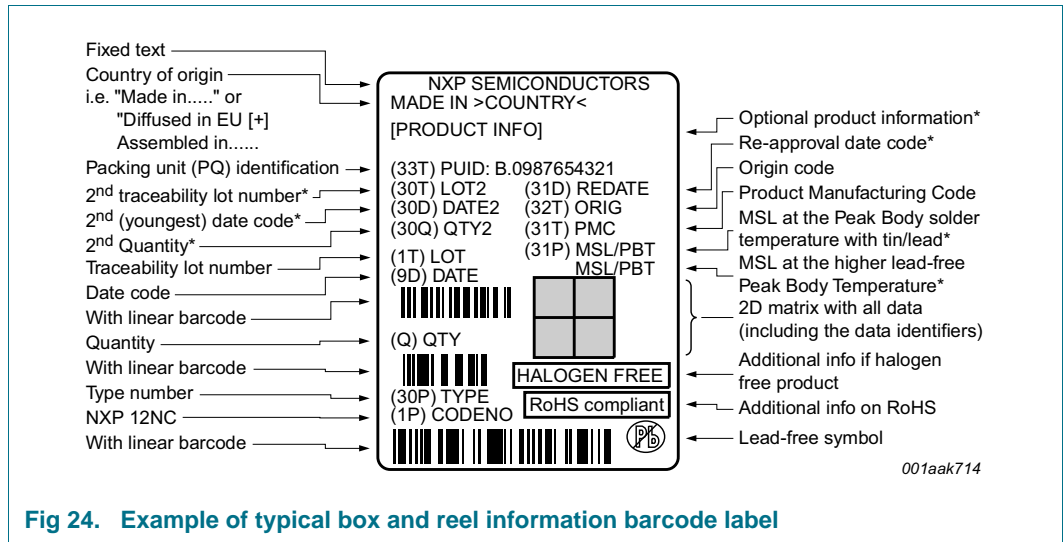 Fixed text
Country of origin
i.e. "Made in....." or
"Diffused in EU [+]
Assembled in......
Packing unit (PQ) identification
2nd traceability lot number*
2nd (youngest) date code*
2nd Quantity*
Traceability lot number
Date code
With linear barcode
Quantity
With linear barcode
Type number
NXP 12NC
With linear barcode
NXP SEMICONDUCTORS
MADE IN >COUNTRY<
[PRODUCT INFO]
(33T) PUID: B.0987654321
(30T) LOT2 (31D) REDATE
(30D) DATE2 (32T) ORIG
(30Q) QTY2 (31T) PMC
(31P) MSL/PBT
(1T) LOT MSL/PBT
(9D) DATE
(Q) QTY
HALOGEN FREE
(30P) TYPE
RoHS compliant
(1P) CODENO
Pb
Optional product information*
Re-approval date code*
Origin code
Product Manufacturing Code
MSL at the Peak Body solder
temperature with tin/lead*
MSL at the higher lead-free
Peak Body Temperature*
2D matrix with all data
(including the data identifiers)
Additional info if halogen
free product
Additional info on RoHS
Lead-free symbol
001aak714
Fig 24. Example of typical box and reel information barcode label